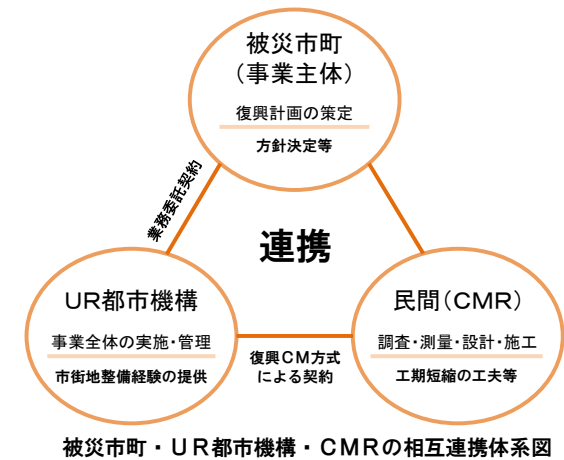 被災市町
(事業主体)
復興計画の策定
方針決定等
業務委託契約
連携
UR都市機構
事業全体の実施・管理
市街地整備経験の提供
復興CM方式
による契約
民間(CMR)
調査・測量・設計・施工
工期短縮の工夫等
被災市町・UR都市機構・CMRの相互連携体系図